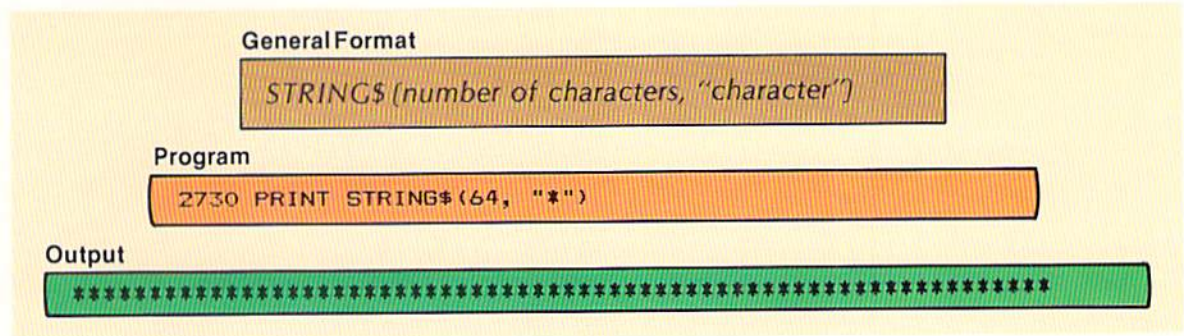 General Format
STRING$ (number of characters, "character")
Program
2730 PRINT STRING$(64, "*")
Output
****************************************************************